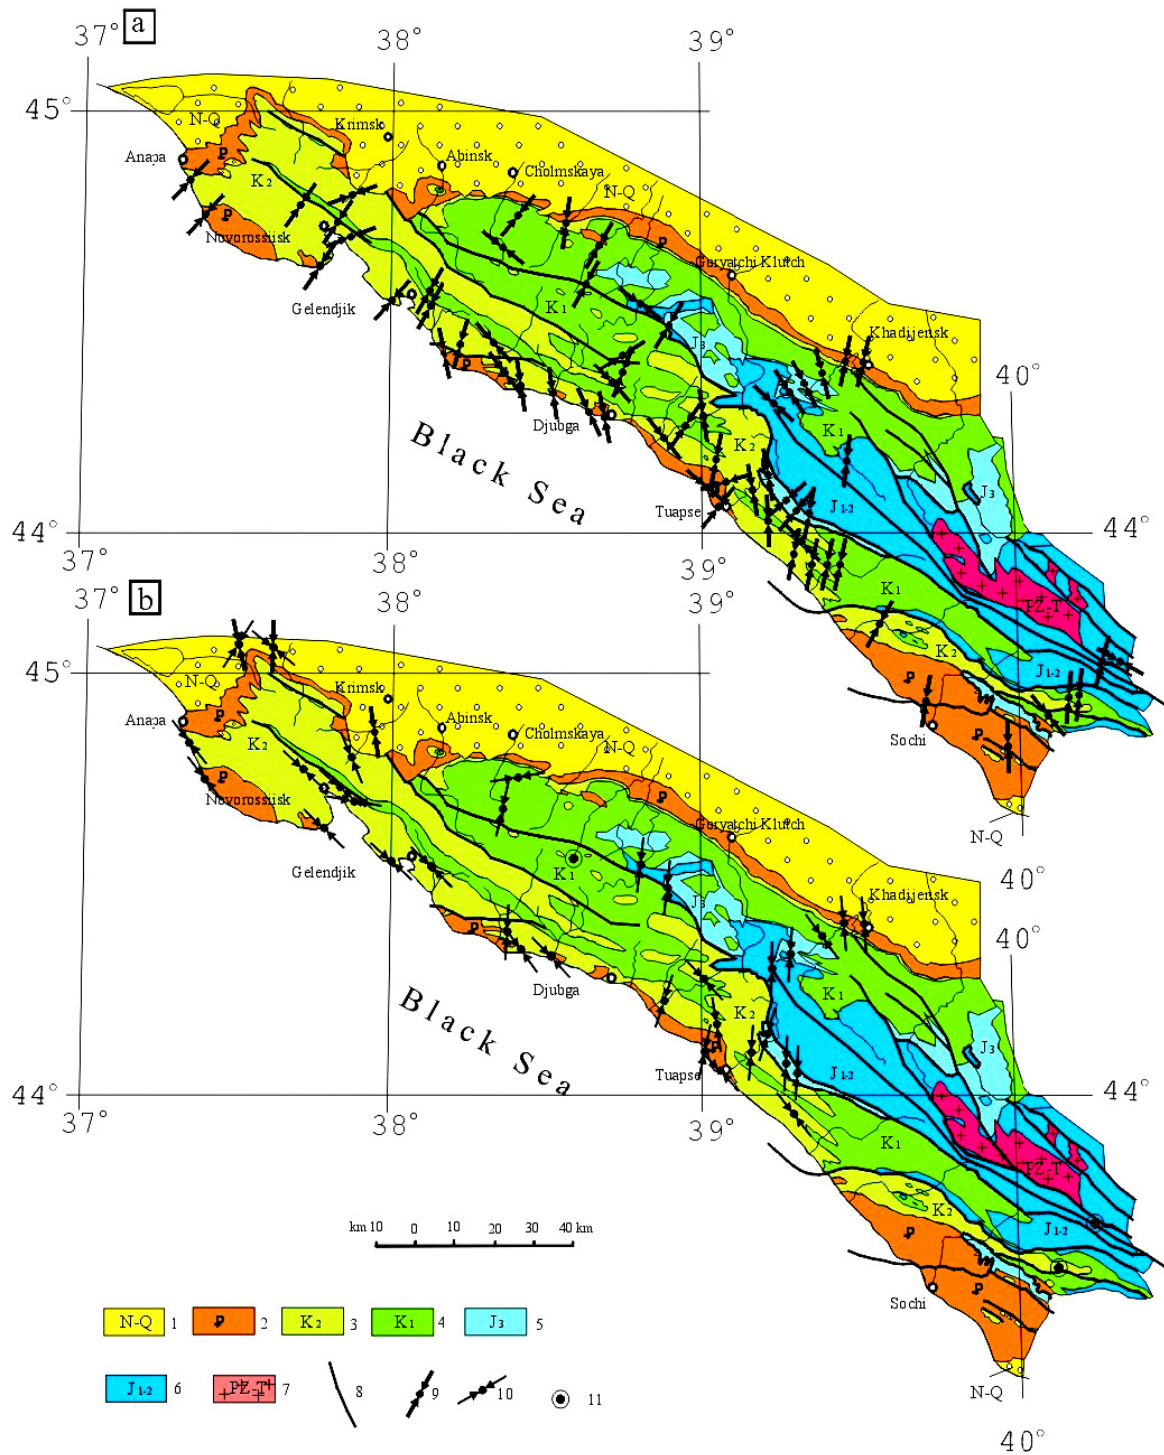 a
37°
38°
39°
45°
N-Q
Krimsk
Anapa
Abinsk
Cholmskaya
N-Q
K2
P
P
Novorossiisk
P
Goryatchi Klutch
Gelendjik
K1
J3
Khadijensk
40°
P
Djubga
K1
K2
Black Sea
J3
Tuapse
P
J1-2
44°
44°
37°
38°
39°
K1
PZ-T
b
37°
38°
39°
K2
J1-2
P
45°
N-Q
Krimsk
Anapa
Abinsk
Sochi
P
Cholmskaya
N-Q
K2
P
P
Novorossiisk
P
Goryatchi Klutch
N-Q
Gelendjik
K1
40°
J3
Khadijensk
40°
P
Djubga
K1
K2
Black Sea
J3
Tuapse
P
J1-2
44°
44°
37°
38°
39°
K1
PZ-T
K2
km 10 0 10 20 30 40 km
J1-2
P
Sochi
P
N-Q 1 P 2 K2 3 K1 4 J3 5
J1-2 6 PZ-T 7 8 9 10 11
N-Q
40°